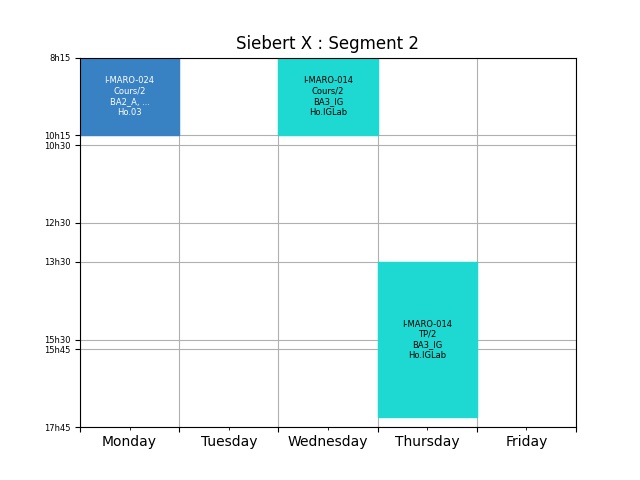 Siebert X : Segment 2
8h15
I-MARO-024
Cours/2
BA2_A, ...
Ho.03
I-MARO-014
Cours/2
BA3_IG
Ho.IGLab
10h15
10h30
12h30
13h30
I-MARO-014
TP/2
BA3_IG
Ho.IGLab
15h30
15h45
17h45
Monday
Tuesday
Wednesday
Thursday
Friday